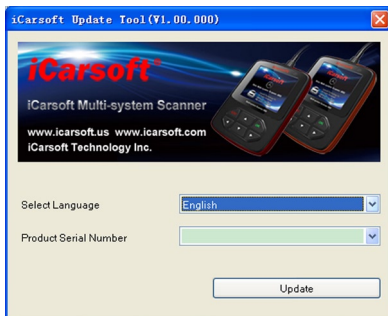 iCarsoft Update Tool(V1.00.000)
iCarsoft
iCarsoft Multi-system Scanner
www.icarsoft.us www.icarsoft.com
iCarsoft Technology Inc.
Select Language
English
Product Serial Number
Update